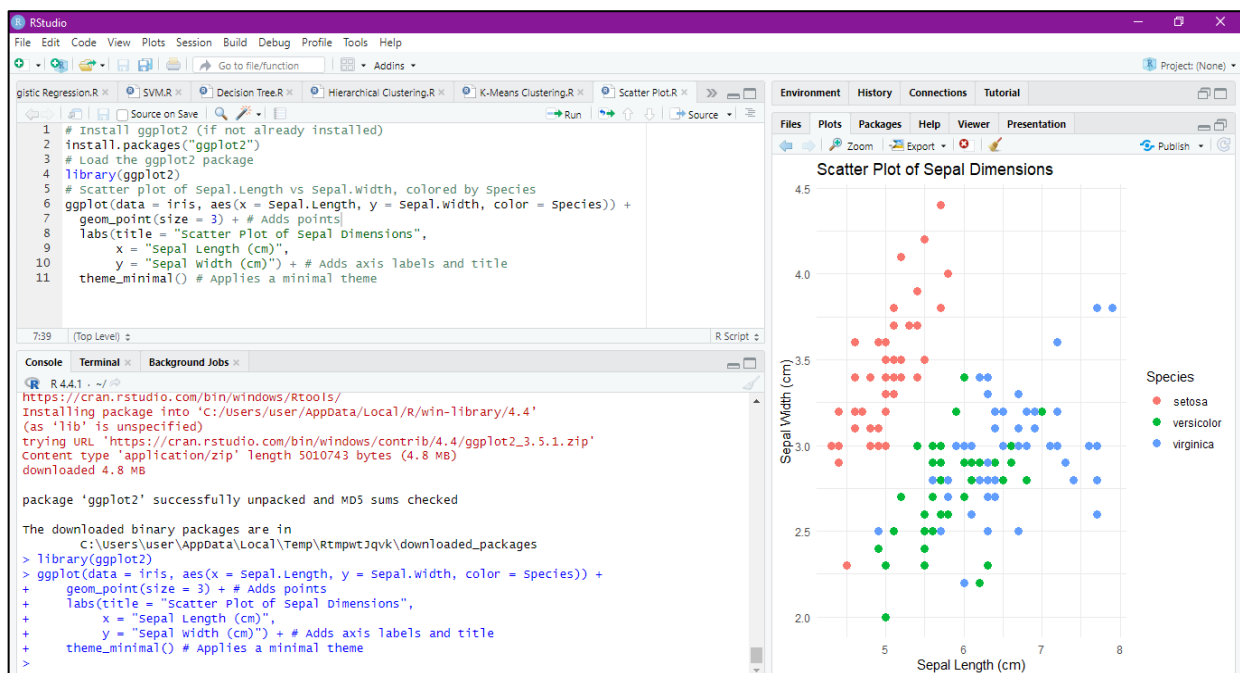 RStudio
File Edit Code View Plots Session Build Debug Profile Tools Help
Go to file/function Addins Project: (None)
gistic Regression.R SVM.R Decision Tree.R Hierarchical Clustering.R K-Means Clustering.R Scatter Plot.R
Source on Save Run Source
1 # Install ggplot2 (if not already installed)
2 install.packages("ggplot2")
3 # Load the ggplot2 package
4 library(ggplot2)
5 # Scatter plot of Sepal.Length vs Sepal.Width, colored by Species
6 ggplot(data = iris, aes(x = Sepal.Length, y = Sepal.Width, color = Species)) +
7 geom_point(size = 3) + # Adds points
8 labs(title = "Scatter Plot of Sepal Dimensions",
9 x = "Sepal Length (cm)",
10 y = "Sepal Width (cm)") + # Adds axis labels and title
11 theme_minimal() # Applies a minimal theme
7:39 (Top Level) R Script
Console Terminal Background Jobs
R 4.4.1 · ~/
https://cran.rstudio.com/bin/windows/Rtools/
Installing package into ‘C:/Users/user/AppData/Local/R/win-library/4.4’
(as ‘lib’ is unspecified)
trying URL 'https://cran.rstudio.com/bin/windows/contrib/4.4/ggplot2_3.5.1.zip'
Content type 'application/zip' length 5010743 bytes (4.8 MB)
downloaded 4.8 MB
package ‘ggplot2’ successfully unpacked and MD5 sums checked
The downloaded binary packages are in
C:\Users\user\AppData\Local\Temp\RtmpwtJqvk\downloaded_packages
> library(ggplot2)
> ggplot(data = iris, aes(x = Sepal.Length, y = Sepal.Width, color = Species)) +
+ geom_point(size = 3) + # Adds points
+ labs(title = "Scatter Plot of Sepal Dimensions",
+ x = "Sepal Length (cm)",
+ y = "Sepal Width (cm)") + # Adds axis labels and title
+ theme_minimal() # Applies a minimal theme
>
Environment History Connections Tutorial
Files Plots Packages Help Viewer Presentation
Zoom Export Publish
Scatter Plot of Sepal Dimensions
4.5
4.0
3.5
3.0
2.5
2.0
Sepal Width (cm)
5 6 7 8
Sepal Length (cm)
Species
setosa
versicolor
virginica